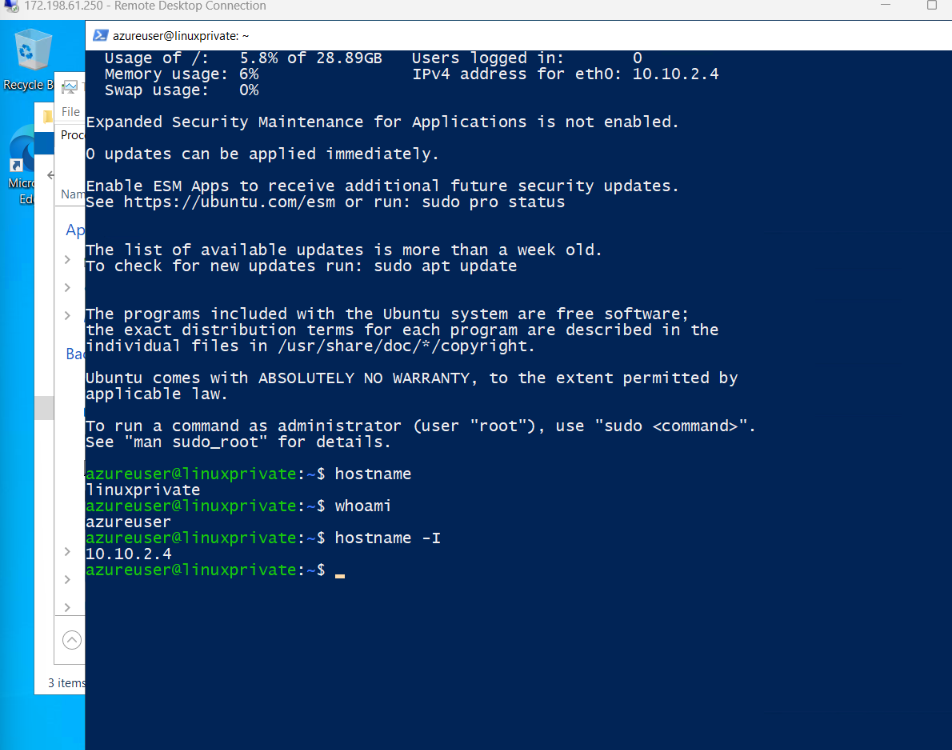 172.198.61.250 - Remote Desktop Connection
Recycle B
azureuser@linuxprivate: ~
File
Proc
Micro
Ed
Nam
Ap
Bac
3 items
Usage of /:   5.8% of 28.89GB   Users logged in:       0
Memory usage: 6%                IPv4 address for eth0: 10.10.2.4
Swap usage:   0%
Expanded Security Maintenance for Applications is not enabled.
0 updates can be applied immediately.
Enable ESM Apps to receive additional future security updates.
See https://ubuntu.com/esm or run: sudo pro status
The list of available updates is more than a week old.
To check for new updates run: sudo apt update
The programs included with the Ubuntu system are free software;
the exact distribution terms for each program are described in the
individual files in /usr/share/doc/*/copyright.
Ubuntu comes with ABSOLUTELY NO WARRANTY, to the extent permitted by
applicable law.
To run a command as administrator (user "root"), use "sudo <command>".
See "man sudo_root" for details.
azureuser@linuxprivate:~$ hostname
linuxprivate
azureuser@linuxprivate:~$ whoami
azureuser
azureuser@linuxprivate:~$ hostname -I
10.10.2.4
azureuser@linuxprivate:~$